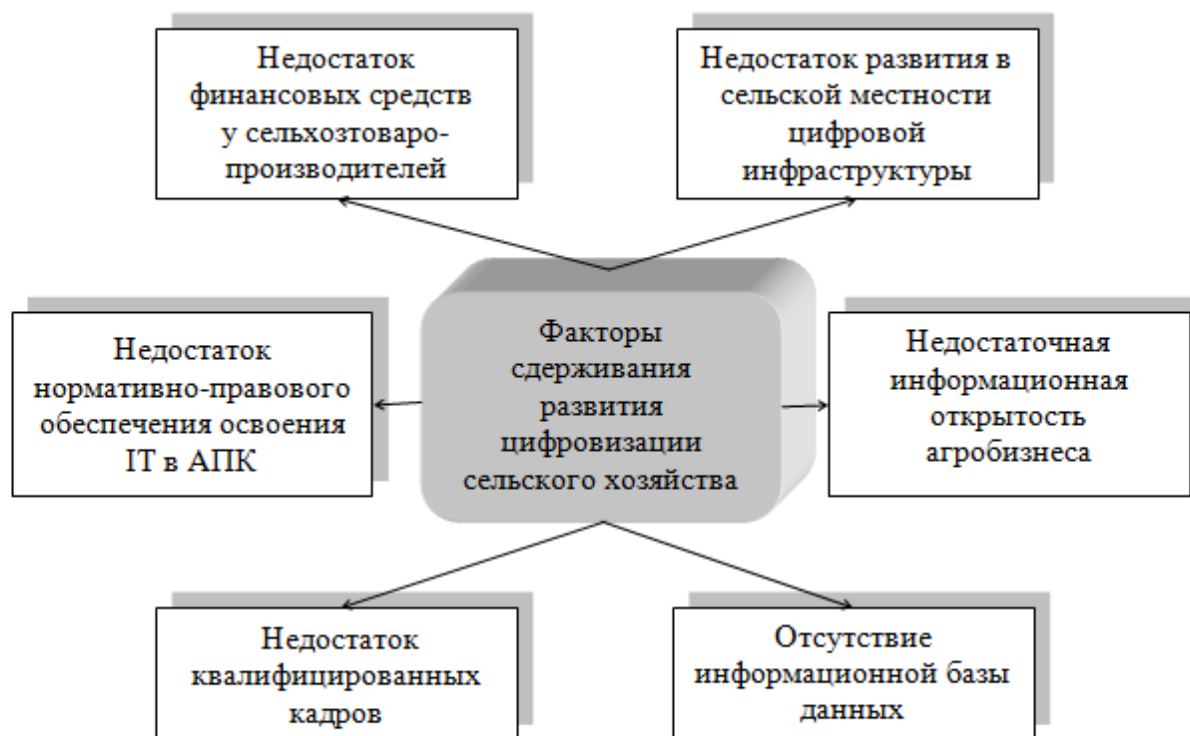 Недостаток
финансовых средств
у сельхозтоваро-
производителей
Недостаток развития в
сельской местности
цифровой
инфраструктуры
Недостаток
нормативно-правового
обеспечения освоения
IT в АПК
Факторы
сдерживания
развития
цифровизации
сельского хозяйства
Недостаточная
информационная
открытость
агробизнеса
Недостаток
квалифицированных
кадров
Отсутствие
информационной базы
данных